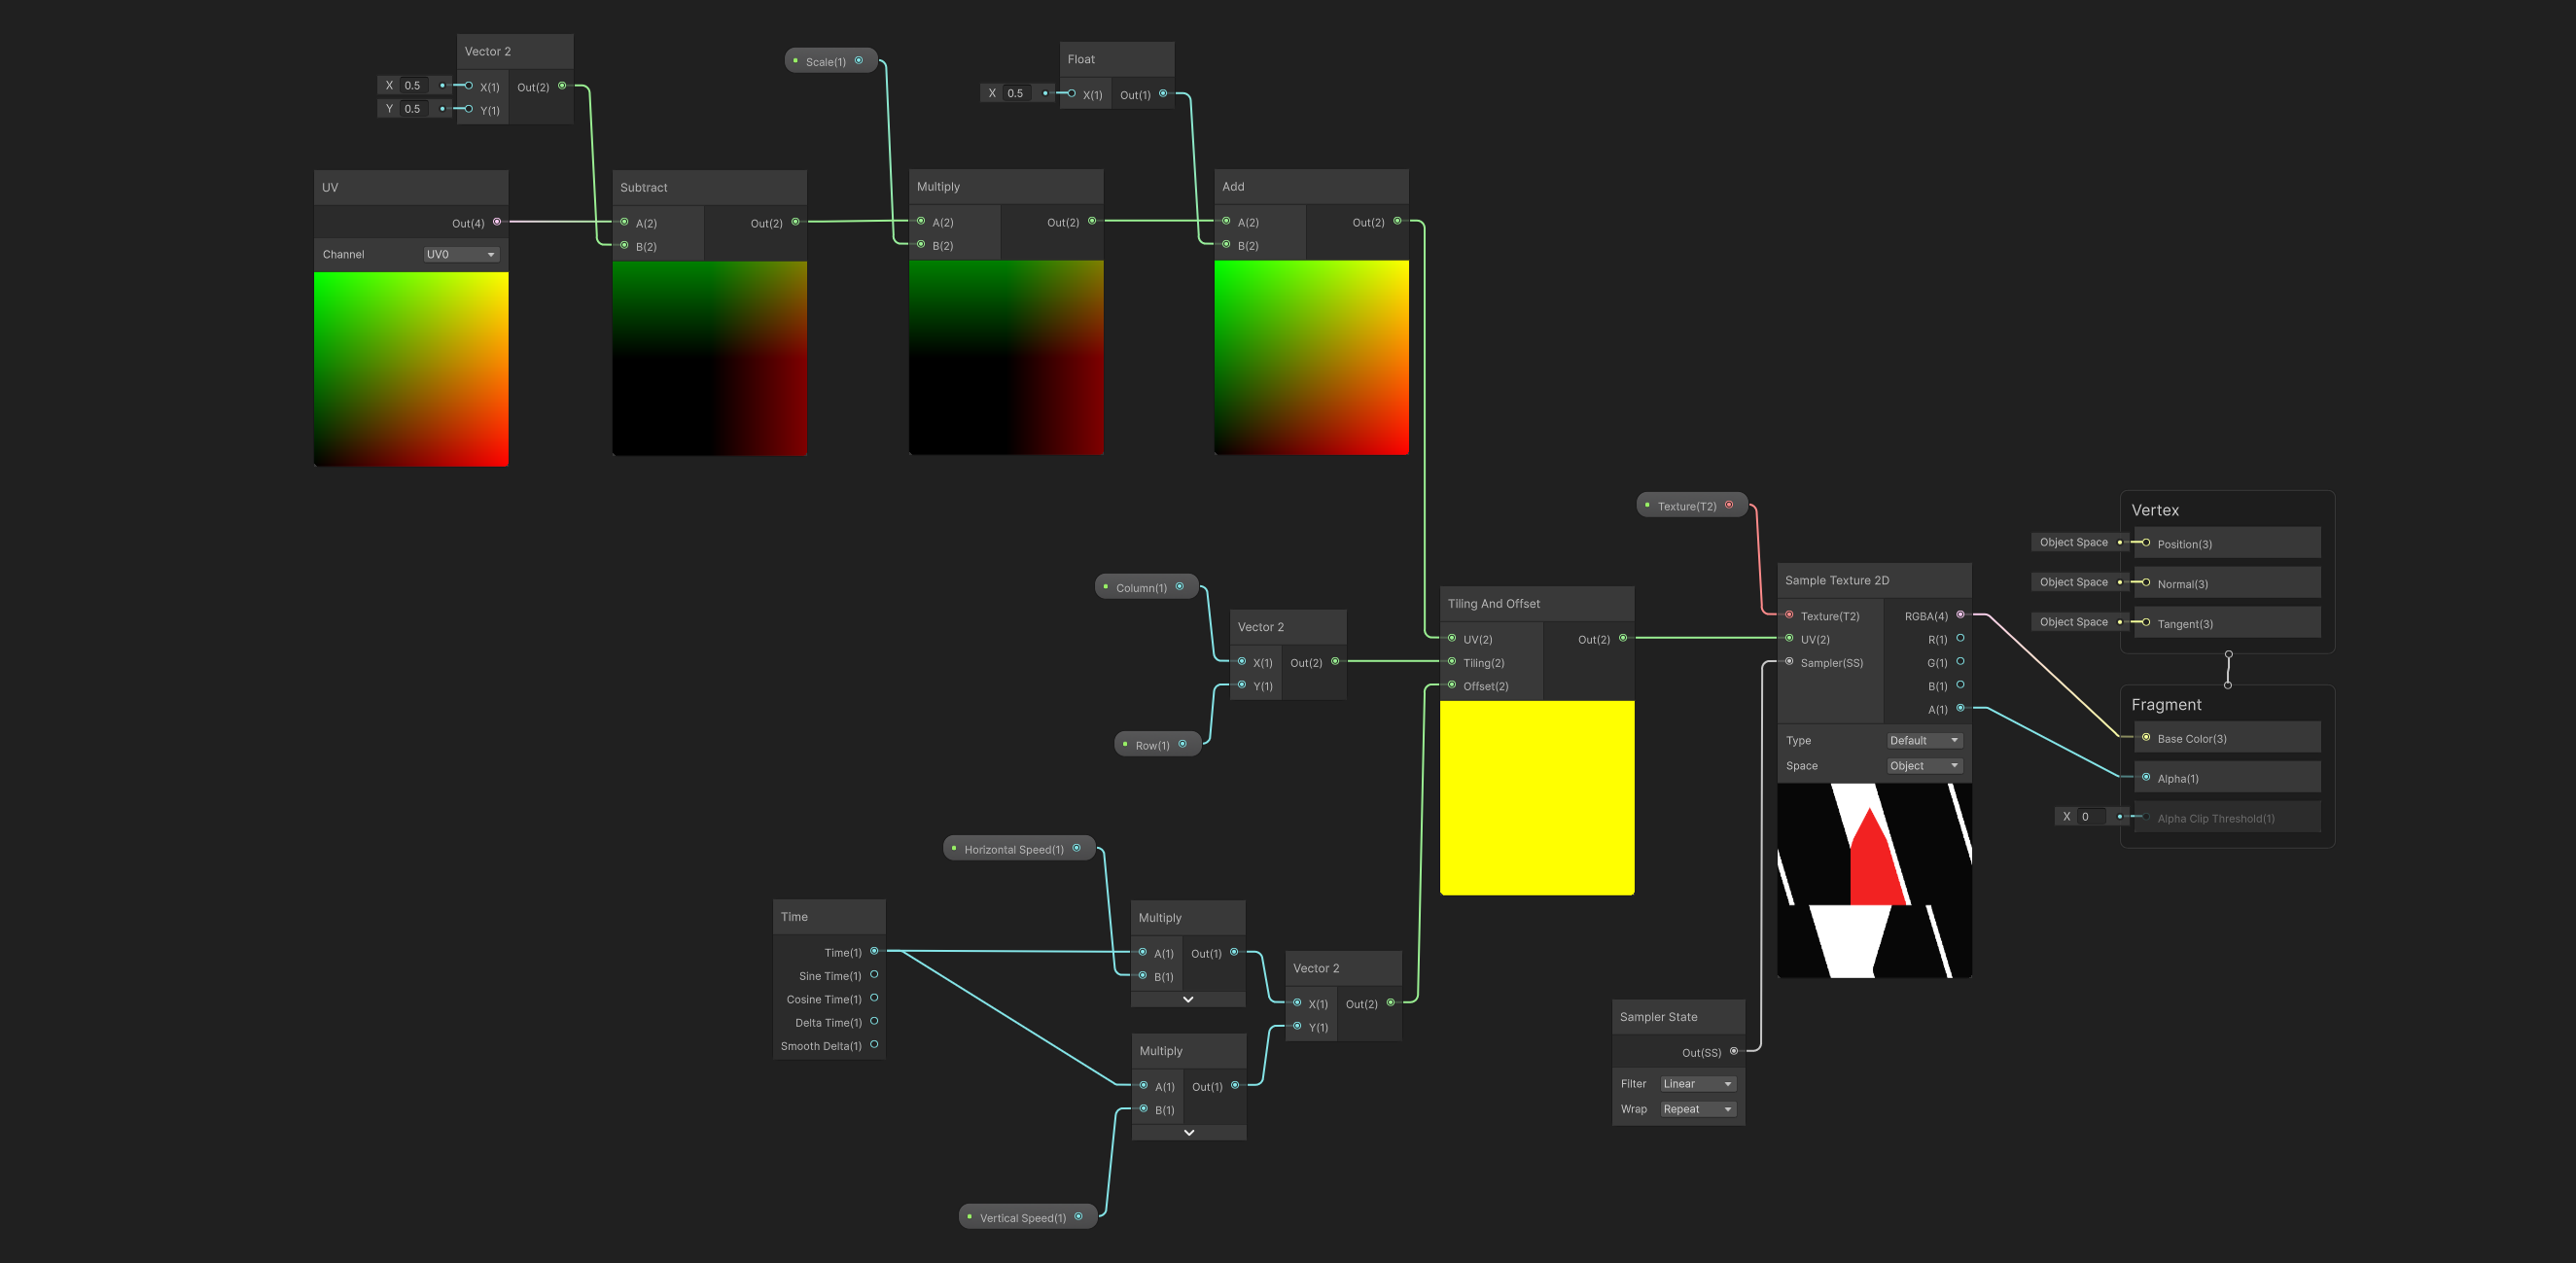 Vector 2
X 0.5
X(1)
Out(2)
Y 0.5
Y(1)
Scale(1)
Float
X 0.5
X(1)
Out(1)
UV
Out(4)
Channel
UV0
Subtract
A(2)
Out(2)
B(2)
Multiply
A(2)
Out(2)
B(2)
Add
A(2)
Out(2)
B(2)
Texture(T2)
Column(1)
Vector 2
X(1)
Out(2)
Y(1)
Row(1)
Tiling And Offset
UV(2)
Out(2)
Tiling(2)
Offset(2)
Sample Texture 2D
Texture(T2)
RGBA(4)
UV(2)
R(1)
Sampler(SS)
G(1)
B(1)
A(1)
Type
Default
Space
Object
Vertex
Object Space
Position(3)
Object Space
Normal(3)
Object Space
Tangent(3)
Fragment
Base Color(3)
Alpha(1)
X 0
Alpha Clip Threshold(1)
Horizontal Speed(1)
Time
Time(1)
Sine Time(1)
Cosine Time(1)
Delta Time(1)
Smooth Delta(1)
Multiply
A(1)
Out(1)
B(1)
Multiply
A(1)
Out(1)
B(1)
Vector 2
X(1)
Out(2)
Y(1)
Vertical Speed(1)
Sampler State
Out(SS)
Filter
Linear
Wrap
Repeat